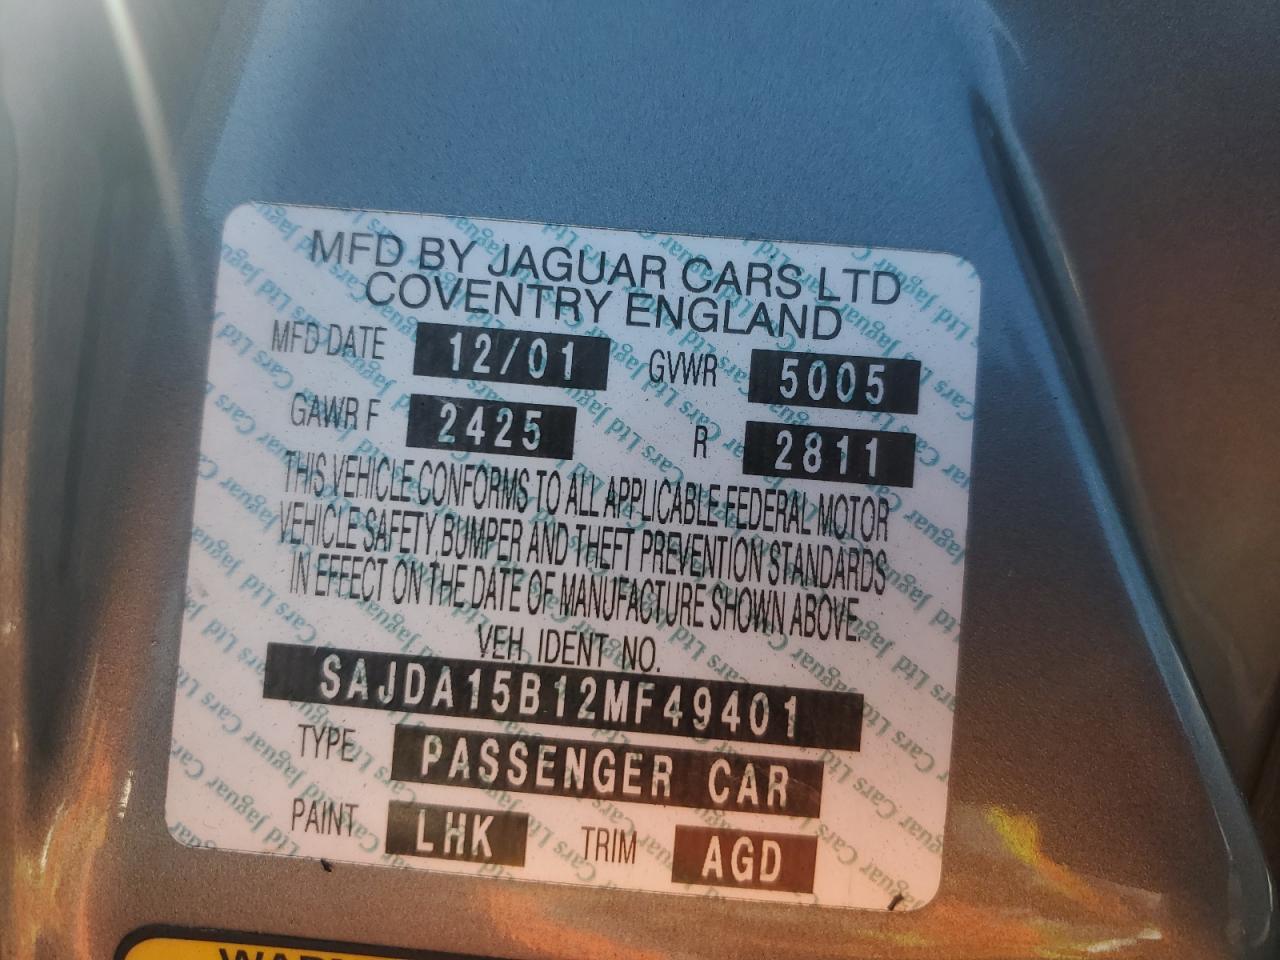 MFD BY JAGUAR CARS LTD
COVENTRY ENGLAND
MFD DATE 12/01 GVWR 5005
GAWR F 2425 R 2811
THIS VEHICLE CONFORMS TO ALL APPLICABLE FEDERAL MOTOR
VEHICLE SAFETY, BUMPER AND THEFT PREVENTION STANDARDS
IN EFFECT ON THE DATE OF MANUFACTURE SHOWN ABOVE.
VEH. IDENT NO.
SAJDA15B12MF49401
TYPE PASSENGER CAR
PAINT LHK TRIM AGD